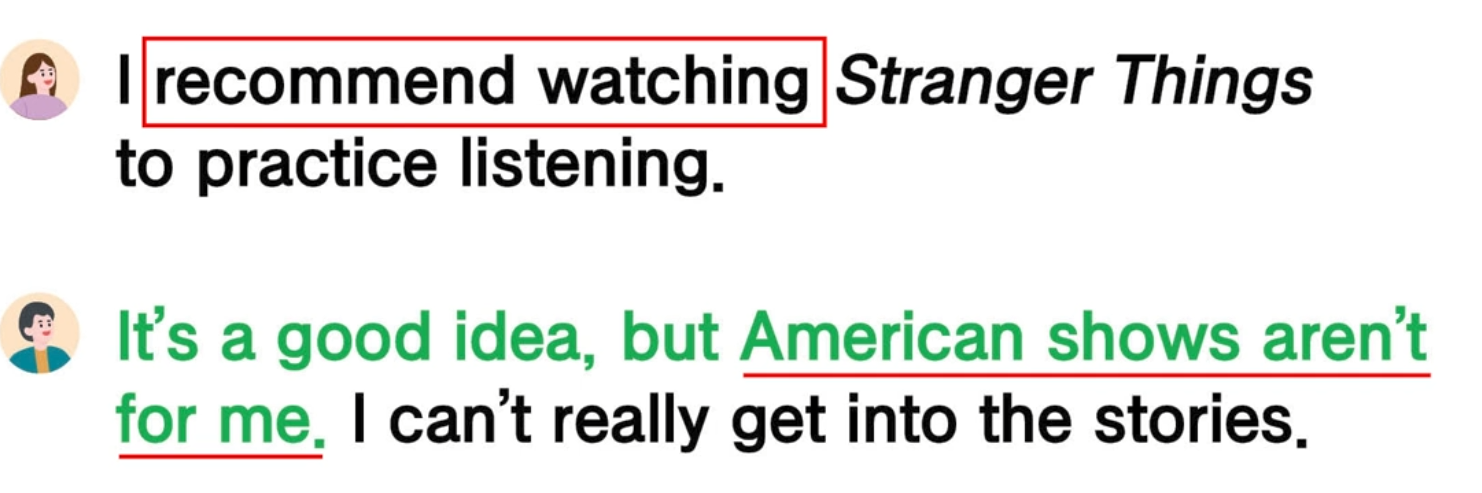 I recommend watching Stranger Things
to practice listening.
It’s a good idea, but American shows aren’t
for me. I can’t really get into the stories.